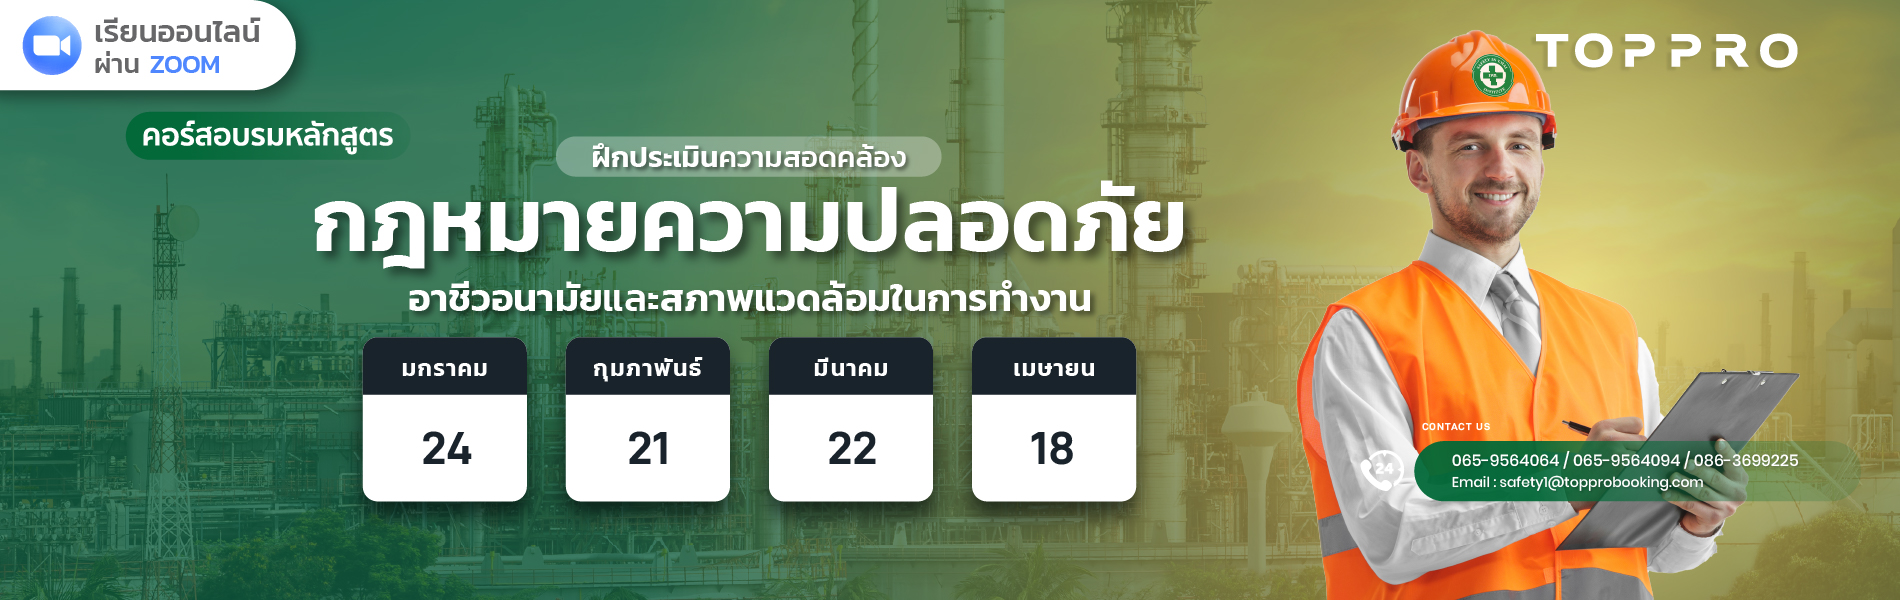 เรียนออนไลน์
ผ่าน ZOOM
TOPPRO
คอร์สอบรมหลักสูตร
ฝึกประเมินความสอดคล้อง
กฎหมายความปลอดภัย
อาชีวอนามัยและสภาพแวดล้อมในการทำงาน
มกราคม
24
กุมภาพันธ์
21
มีนาคม
22
เมษายน
18
CONTACT US
24
065-9564064 / 065-9564094 / 086-3699225
Email : safety1@topprobooking.com